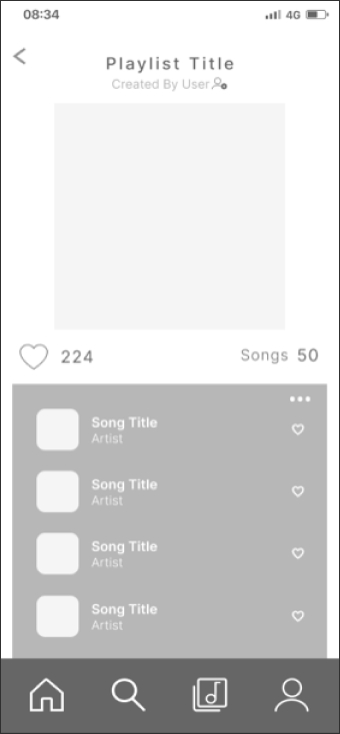 08:34 4G
Playlist Title
Created By User
224 Songs 50
Song Title
Artist
Song Title
Artist
Song Title
Artist
Song Title
Artist